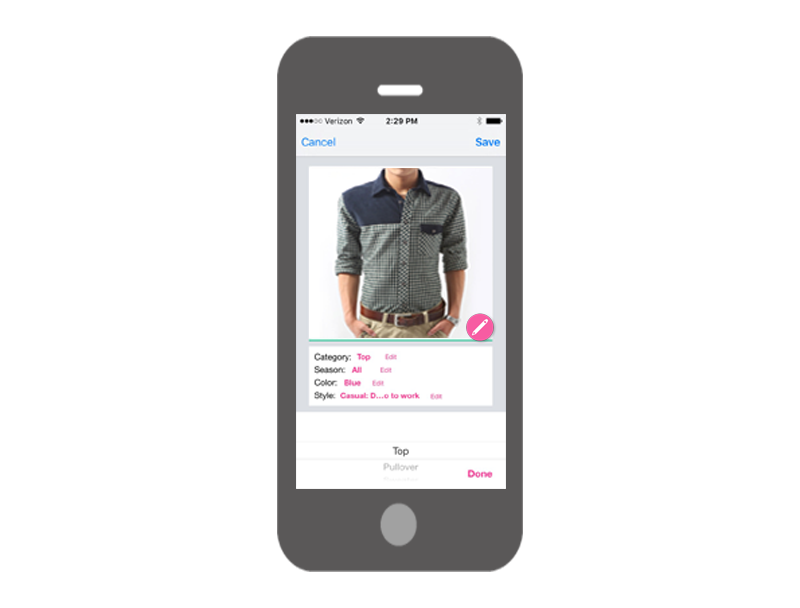 Verizon 2:29 PM
Cancel Save
Category: Top Edit
Season: All Edit
Color: Blue Edit
Style: Casual: D...o to work Edit
Top
Pullover
Done